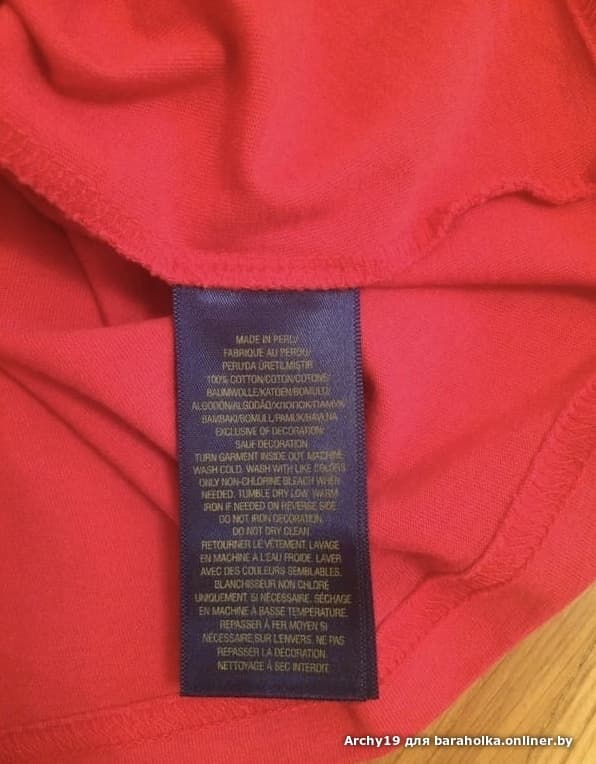 MADE IN PERU/
FABRIQUE AU PEROU/
PERU'DA ÜRETILMISTIR
100% COTTON/COTON/COTONE/
BAUMWOLLE/KATOEN/BOMULD/
ALGODÓN/ALGODÃO/ХЛОПОК/ПАМУК/
BAMBAKI/BOMULL/PAMUK/BAVLNA
EXCLUSIVE OF DECORATION/
SAUF DECORATION
TURN GARMENT INSIDE OUT. MACHINE
WASH COLD. WASH WITH LIKE COLORS.
ONLY NON-CHLORINE BLEACH WHEN
NEEDED. TUMBLE DRY LOW. WARM
IRON IF NEEDED ON REVERSE SIDE.
DO NOT IRON DECORATION.
DO NOT DRY CLEAN.
RETOURNER LE VÊTEMENT. LAVAGE
EN MACHINE À L'EAU FROIDE. LAVER
AVEC DES COULEURS SEMBLABLES.
BLANCHISSEUR NON CHLORÉ
UNIQUEMENT, SI NÉCESSAIRE. SÉCHAGE
EN MACHINE À BASSE TEMPÉRATURE.
REPASSER À FER MOYEN SI
NÉCESSAIRE, SUR L'ENVERS. NE PAS
REPASSER LA DÉCORATION.
NETTOYAGE À SEC INTERDIT.
Archy19 для baraholka.onliner.by